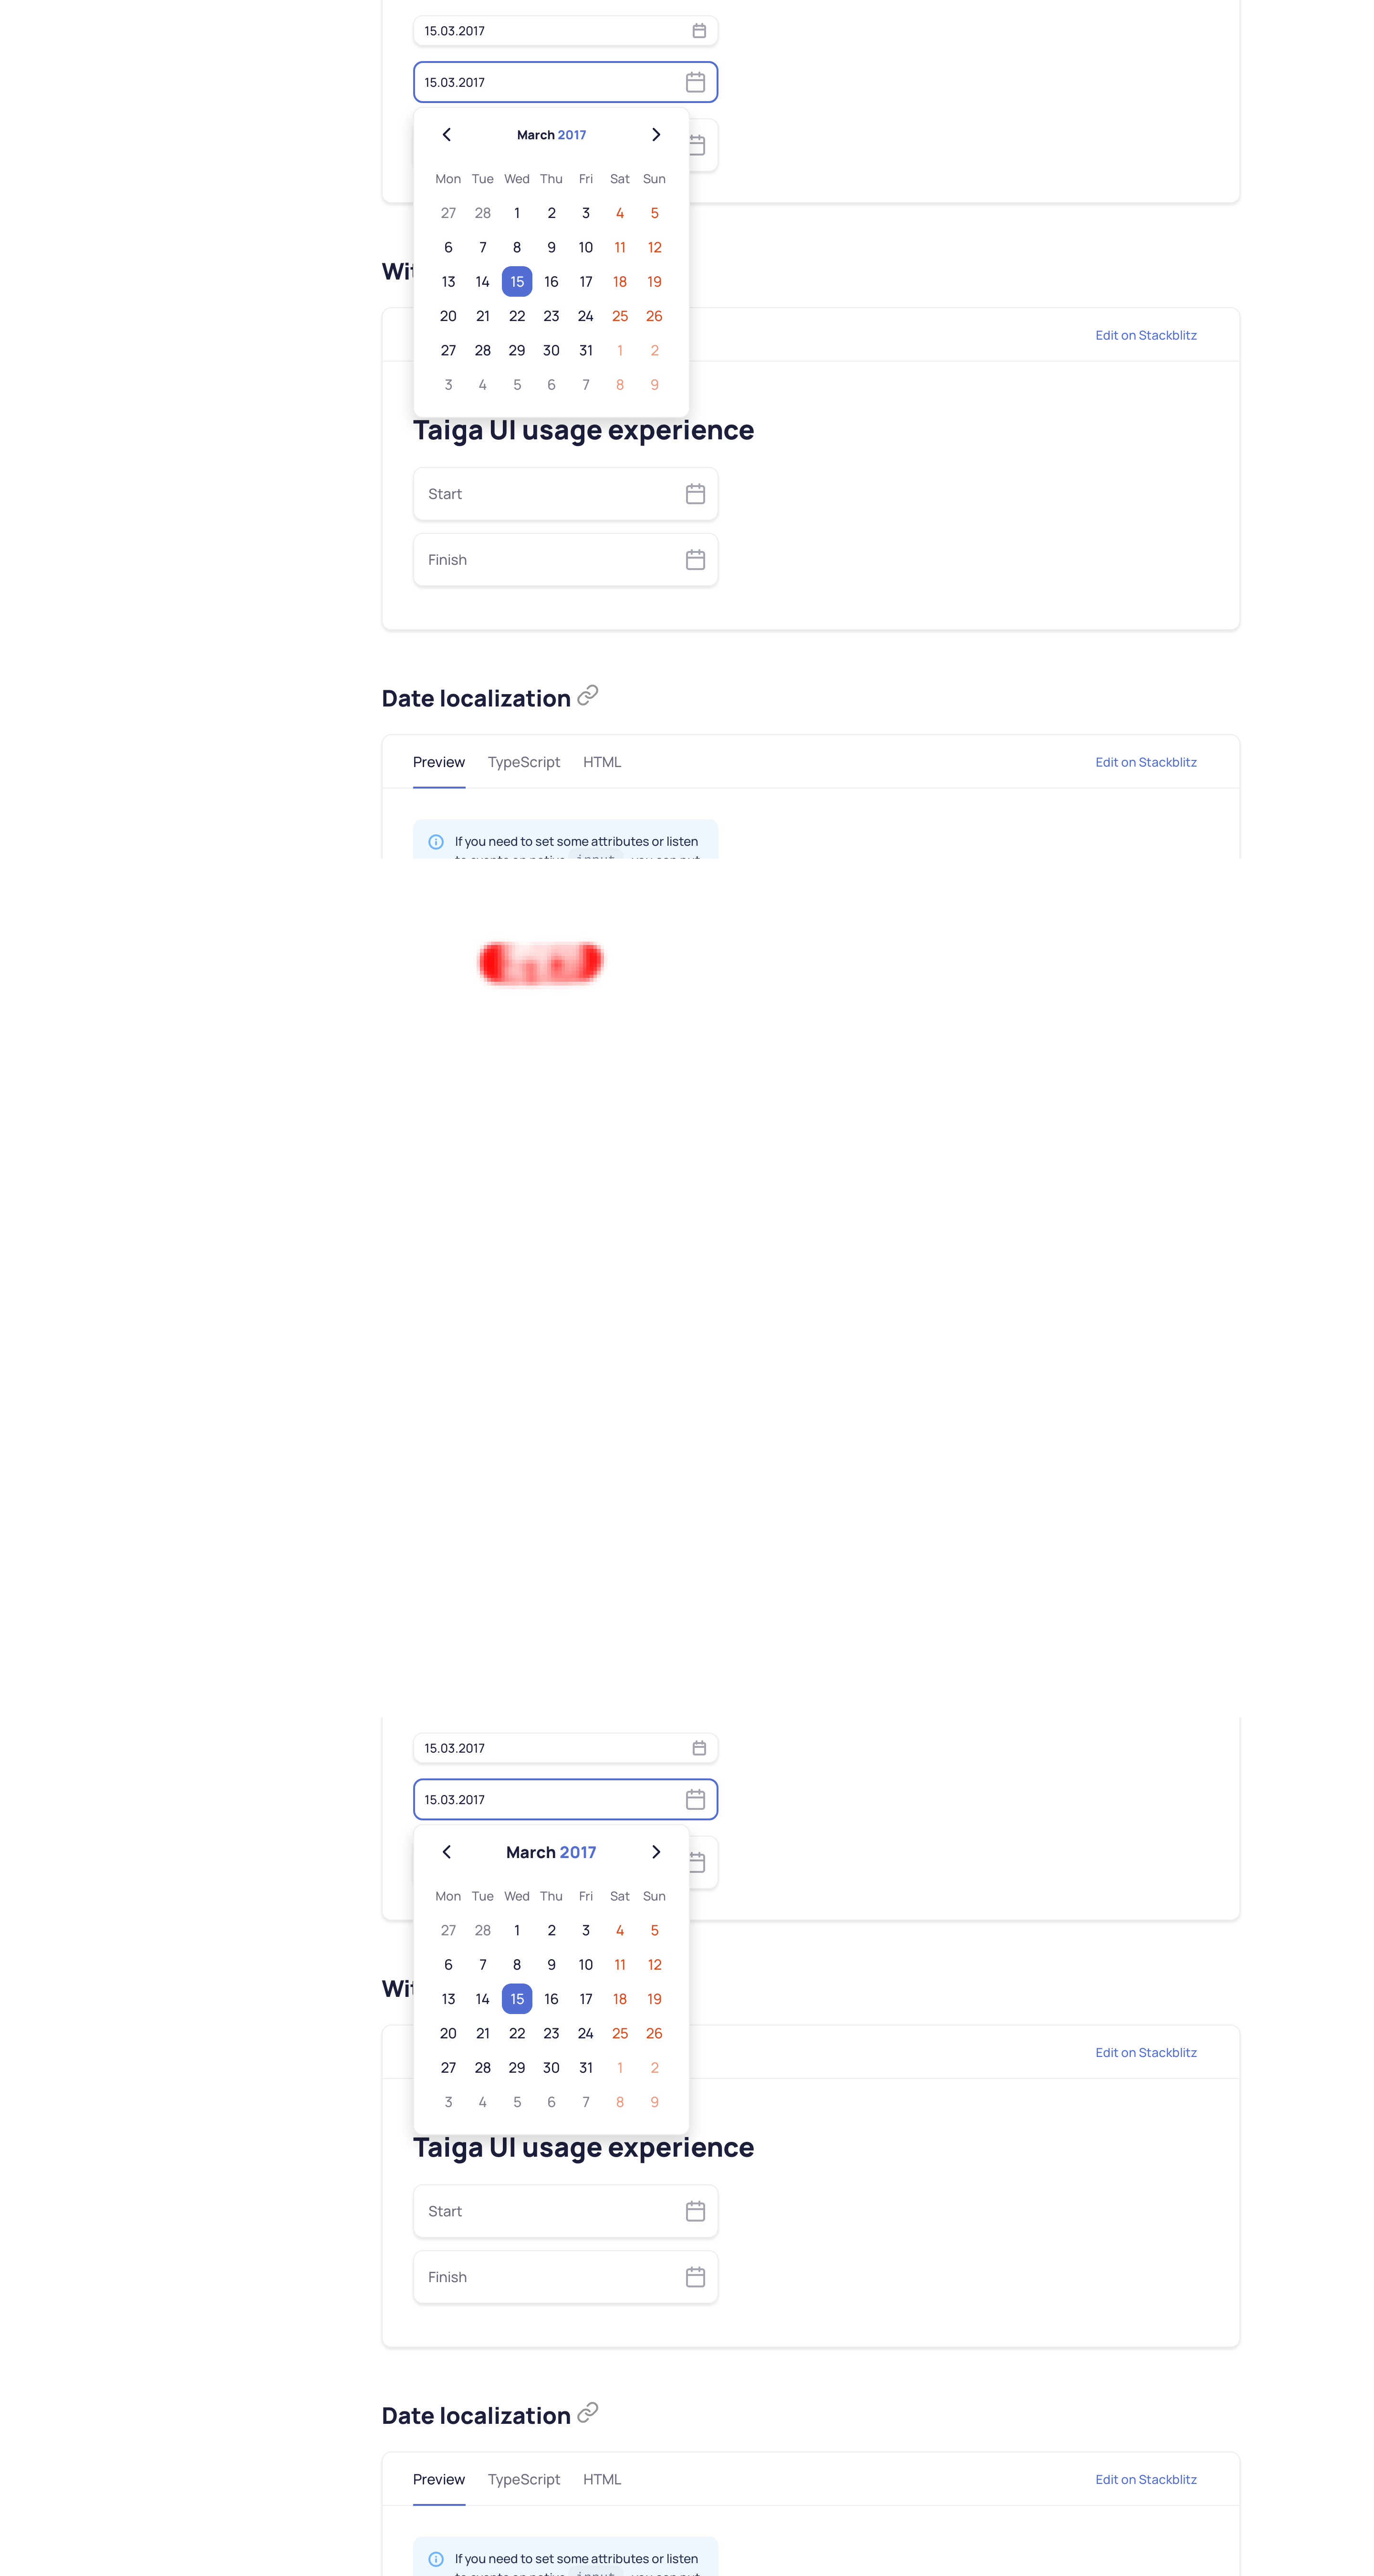 15.03.2017
15.03.2017
March 2017
Mon Tue Wed Thu Fri Sat Sun
27 28 1 2 3 4 5
6 7 8 9 10 11 12
13 14 15 16 17 18 19
20 21 22 23 24 25 26
27 28 29 30 31 1 2
3 4 5 6 7 8 9
Edit on Stackblitz
Taiga UI usage experience
Start
Finish
Date localization
Preview TypeScript HTML Edit on Stackblitz
If you need to set some attributes or listen
15.03.2017
15.03.2017
March 2017
Mon Tue Wed Thu Fri Sat Sun
27 28 1 2 3 4 5
6 7 8 9 10 11 12
13 14 15 16 17 18 19
20 21 22 23 24 25 26
27 28 29 30 31 1 2
3 4 5 6 7 8 9
Edit on Stackblitz
Taiga UI usage experience
Start
Finish
Date localization
Preview TypeScript HTML Edit on Stackblitz
If you need to set some attributes or listen